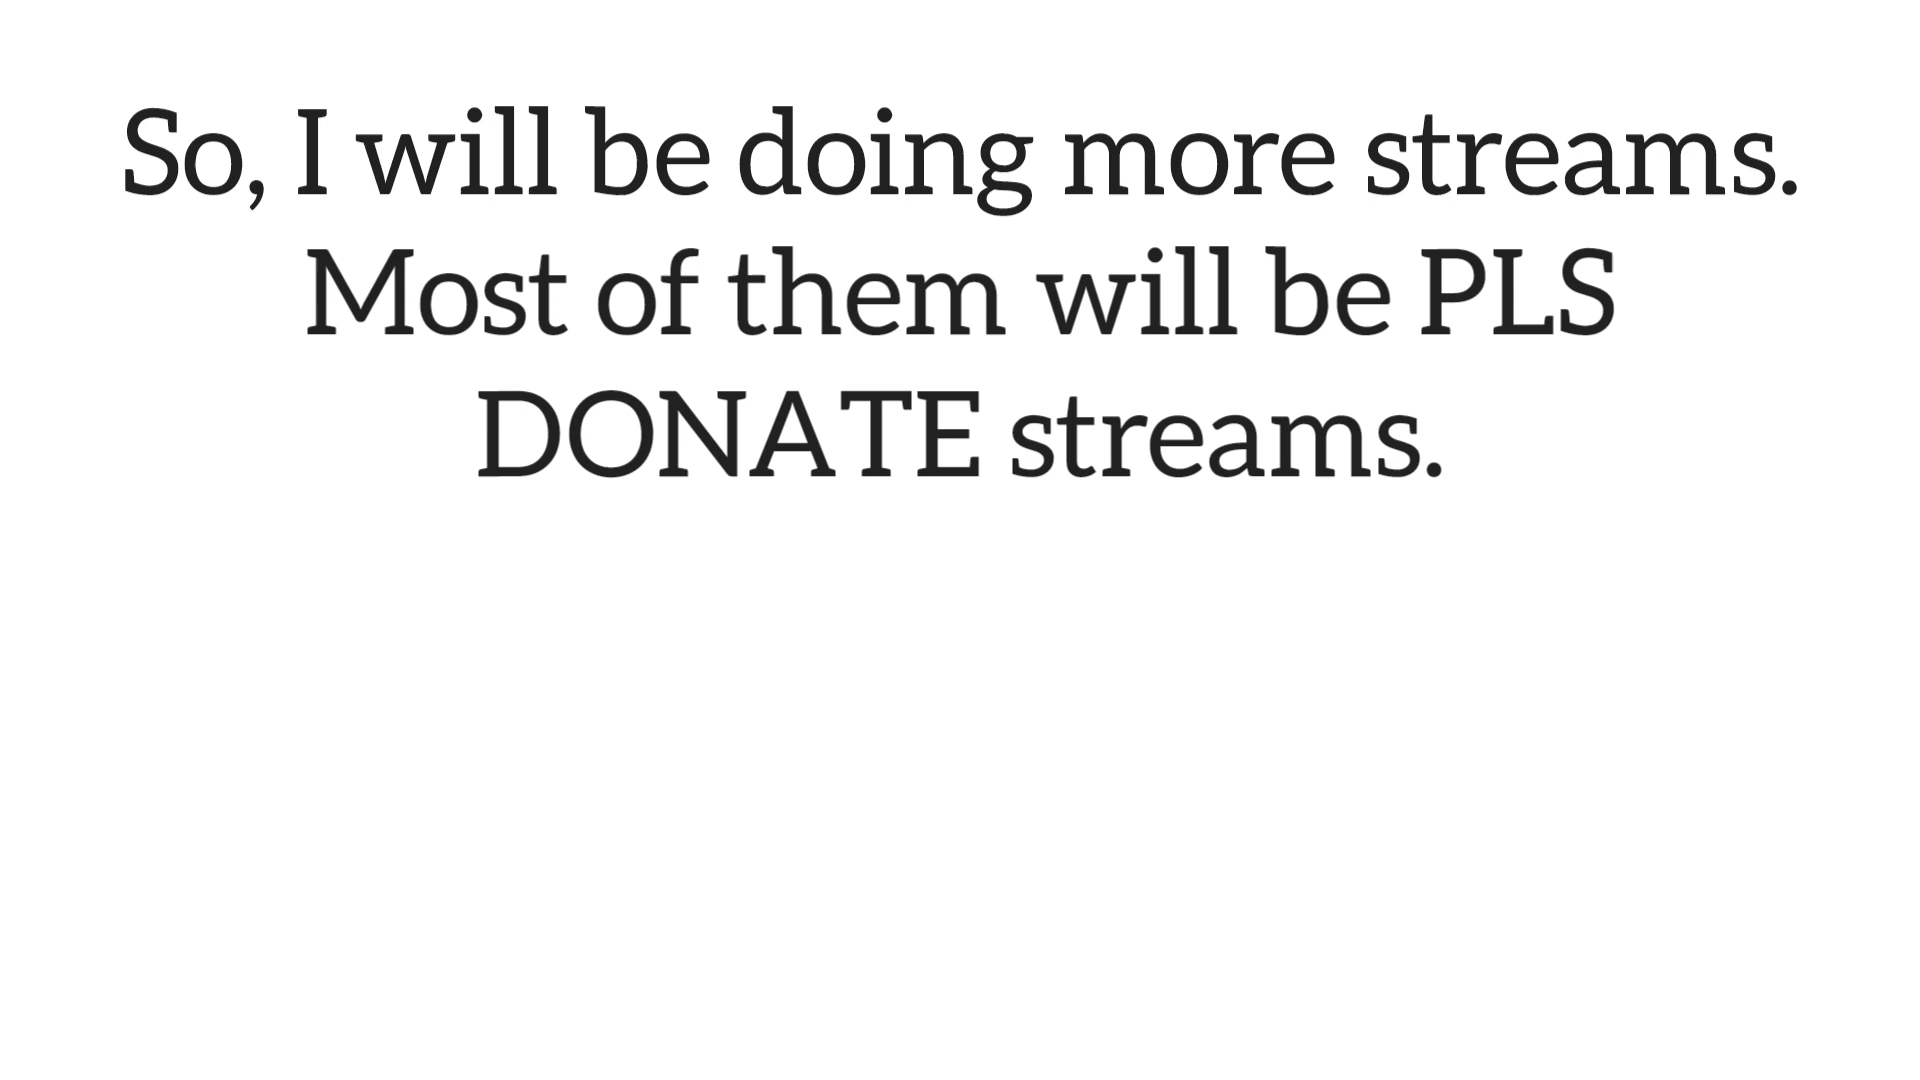 So, I will be doing more streams.
Most of them will be PLS
DONATE streams.